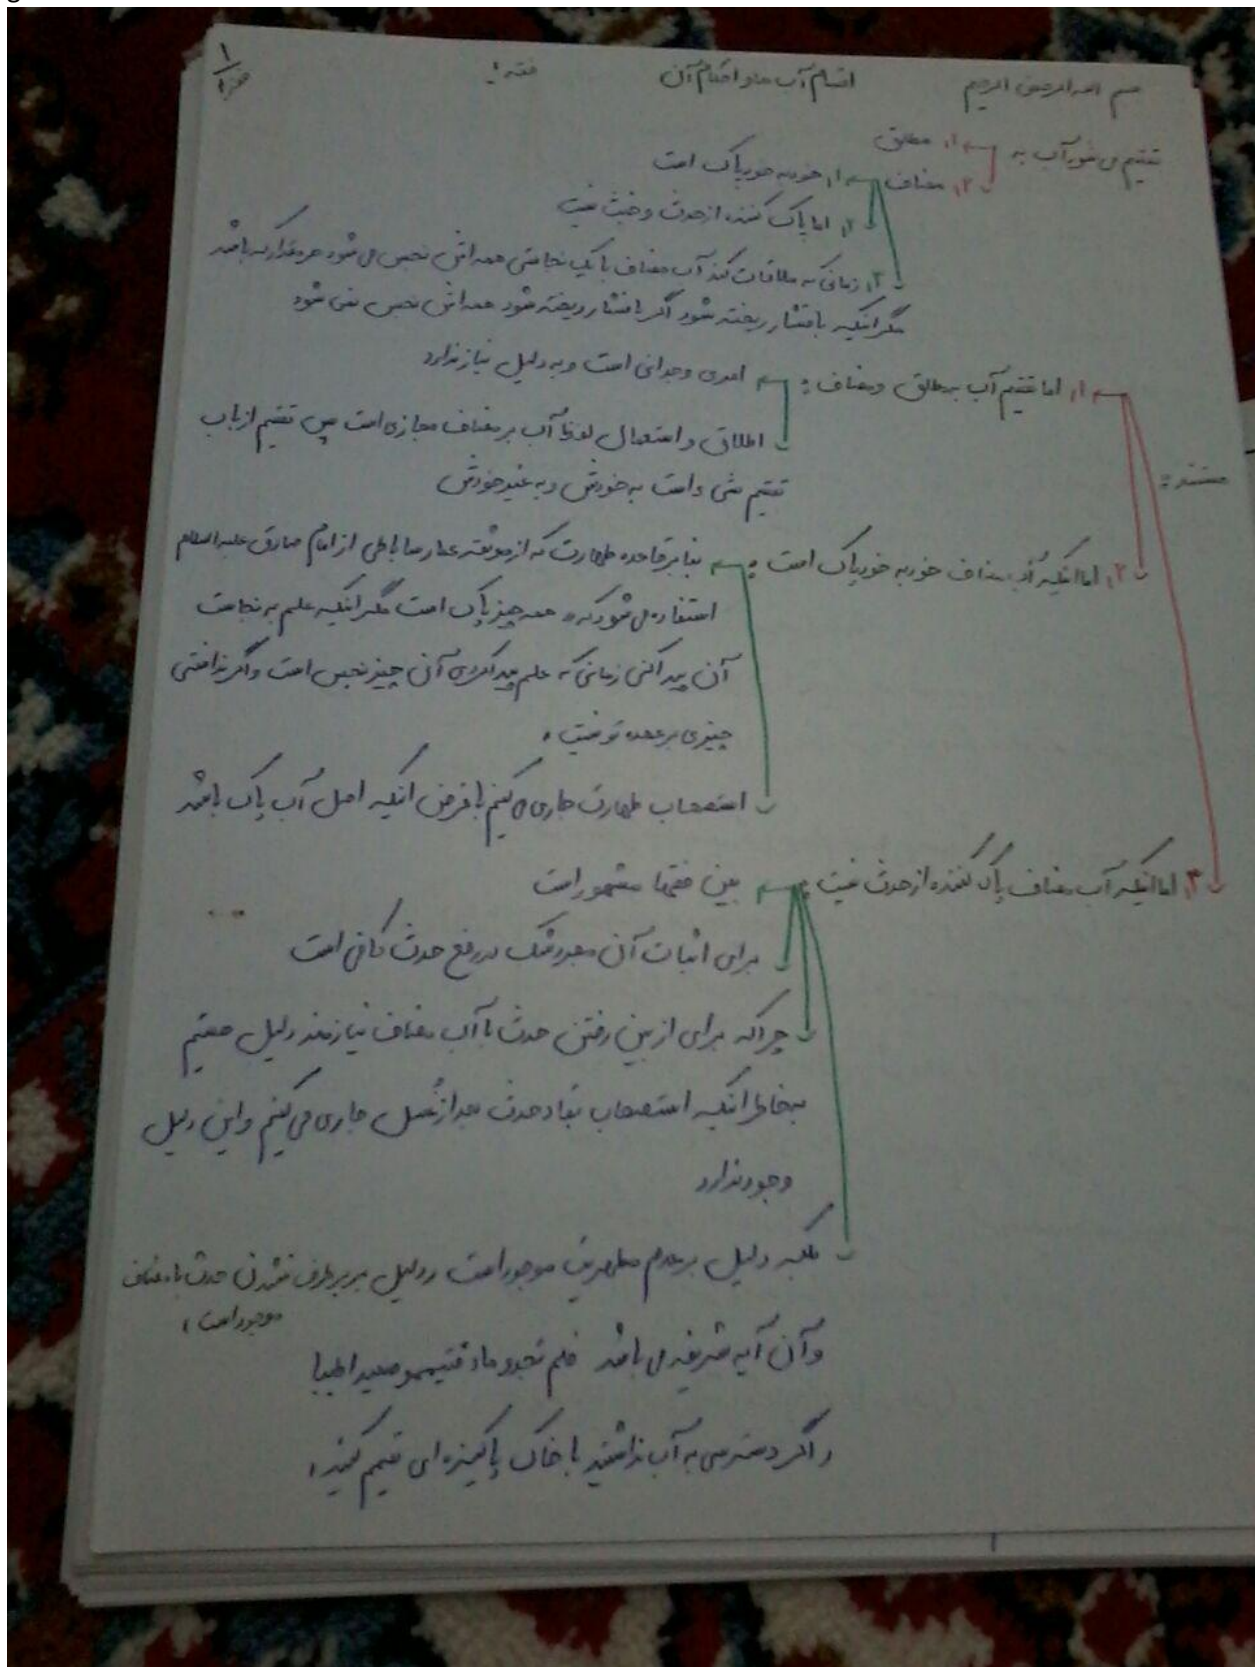 بسم الله الرحمن الرحیم اقسام آب ها و احکام آن فقه ۱
تقسیم می شود آب به ۱. مطلق
۲. مضاف ۱. خود به خود پاک است
۲. اما پاک کننده از حدث و خبث نیست
۳. زمانی که ملاقات کند آب مضاف با یک نجاستی همه اش نجس می شود هر مقدار که باشد
مگر اینکه با فشار ریخته شود اگر با فشار ریخته شود همه اش نجس نمی شود
۱. اما تقسیم آب به مطلق و مضاف : امری وجدانی است و به دلیل نیاز ندارد
اطلاق و استعمال لفظ آب بر مضاف مجازی است پس تقسیم از باب
مستند :
تقسیم شیء است به خودش و به غیر خودش
۲. اما اینکه آب مضاف خود به خود پاک است : بنابر قاعده طهارت که از موثقه عمار ساباطی از امام صادق علیه السلام
استفاده می شود که « همه چیز پاک است مگر اینکه علم به نجاست
آن پیدا کنی زمانی که علم پیدا کردی آن چیز نجس است و اگر ندانستی
چیزی بر عهده تو نیست »
استصحاب طهارت جاری می کنیم با فرض اینکه اصل آب پاک باشد
۳. اما اینکه آب مضاف پاک کننده از حدث نیست : بین فقها مشهور است
برای اثبات آن مجرد شک در رفع حدث کافی است
چرا که برای از بین رفتن حدث با آب مضاف نیازمند دلیل هستیم
بخاطر اینکه استصحاب بقاء حدث بعد از غسل جاری می کنیم و این دلیل
وجود ندارد
بلکه دلیل بر عدم مطهریت موجود است و دلیل بر برطرف نشدن حدث با مضاف
موجود است ،
و آن آیه شریفه می باشد فلم تجدوا ماء فتیمموا صعیدا طیبا
و اگر دسترسی به آب نداشتید با خاک پاکیزه ای تیمم کنید ،